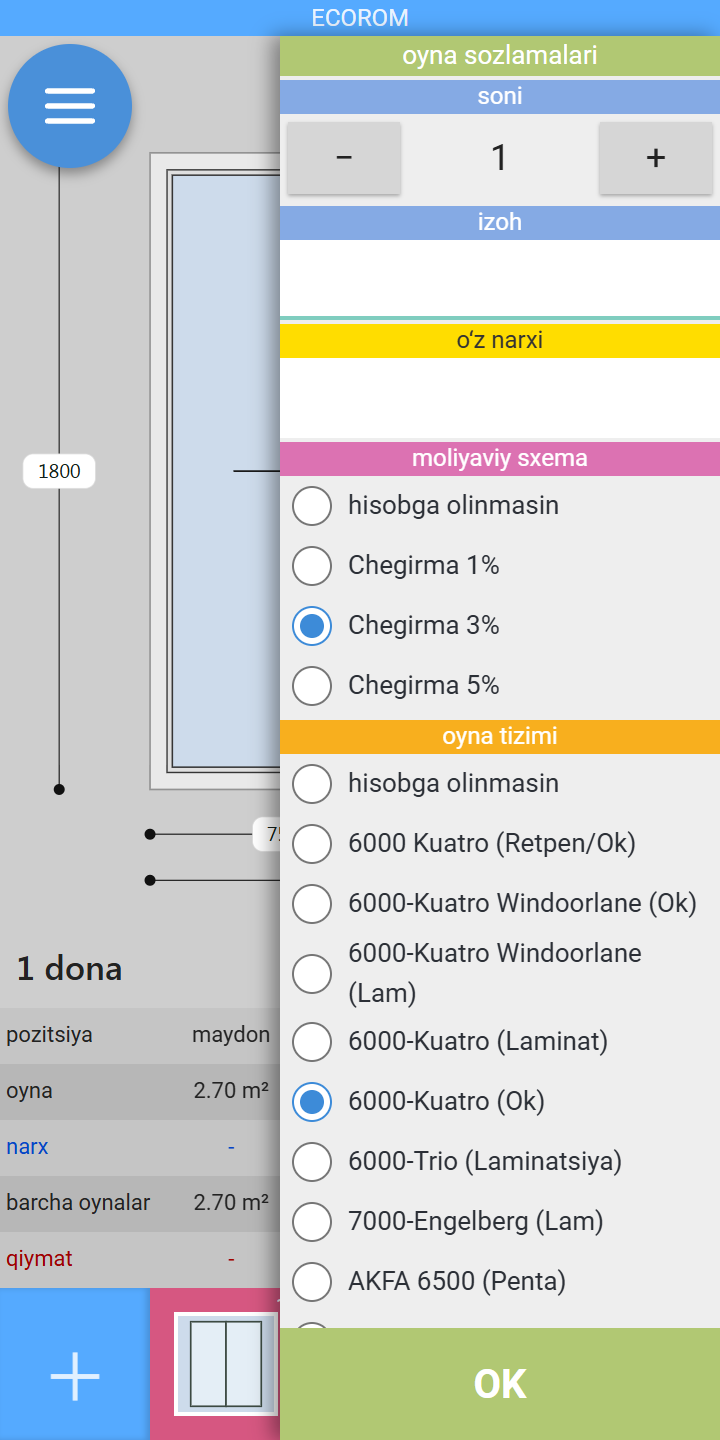 ECOROM
oyna sozlamalari
soni
−
1
+
izoh
oʻz narxi
moliyaviy sxema
hisobga olinmasin
Chegirma 1%
Chegirma 3%
Chegirma 5%
oyna tizimi
hisobga olinmasin
6000 Kuatro (Retpen/Ok)
6000-Kuatro Windoorlane (Ok)
6000-Kuatro Windoorlane
(Lam)
6000-Kuatro (Laminat)
6000-Kuatro (Ok)
6000-Trio (Laminatsiya)
7000-Engelberg (Lam)
AKFA 6500 (Penta)
OK
1800
1 dona
pozitsiya maydon
oyna 2.70 m²
narx -
barcha oynalar 2.70 m²
qiymat -